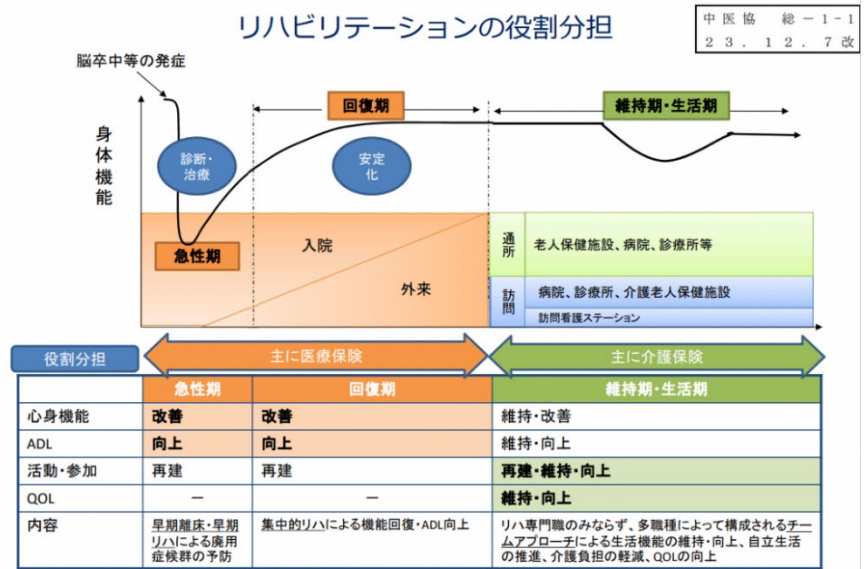 リハビリテーションの役割分担
中医協 総－1-1
23．12．7改
脳卒中等の発症
回復期
維持期・生活期
身体機能
診断・
治療
安定
化
急性期
入院
外来
通所
老人保健施設、病院、診療所等
訪問
病院、診療所、介護老人保健施設
訪問看護ステーション
役割分担
主に医療保険
主に介護保険
急性期
回復期
維持期・生活期
心身機能
改善
改善
維持・改善
ADL
向上
向上
維持・向上
活動・参加
再建
再建
再建・維持・向上
QOL
－
－
維持・向上
内容
早期離床・早期
リハによる廃用
症候群の予防
集中的リハによる機能回復・ADL向上
リハ専門職のみならず、多職種によって構成されるチー
ムアプローチによる生活機能の維持・向上、自立生活
の推進、介護負担の軽減、QOLの向上